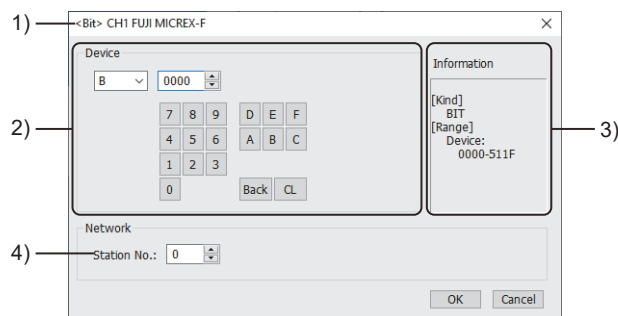 1)
<Bit> CH1 FUJI MICREX-F
Device
B 0000
7 8 9 D E F
4 5 6 A B C
1 2 3
0 Back CL
2)
Information
[Kind]
BIT
[Range]
Device:
0000-511F
3)
Network
4)
Station No.: 0
OK Cancel